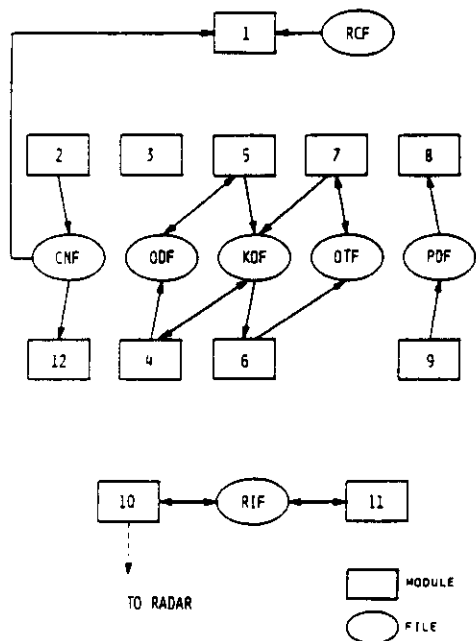 1 RCF
2 3 5 7 8
CNF ODF KDF OTF PDF
12 4 6 9
10 RIF 11
TO RADAR
MODULE
FILE